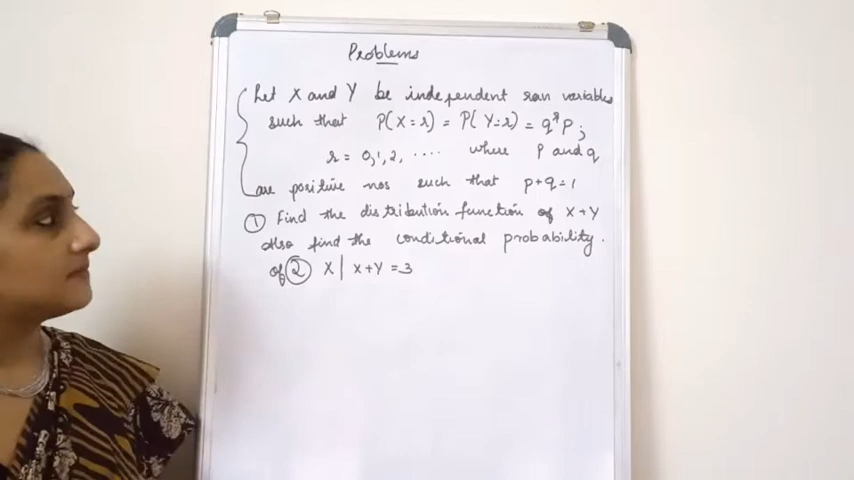 Problems
Let X and Y be independent ran variables
such that P(X=r) = P(Y=r) = q^r p;
r = 0,1,2, .... where p and q
are positive nos such that p+q=1
① Find the distribution function of X+Y
also find the conditional probability.
of ② X | X+Y =3